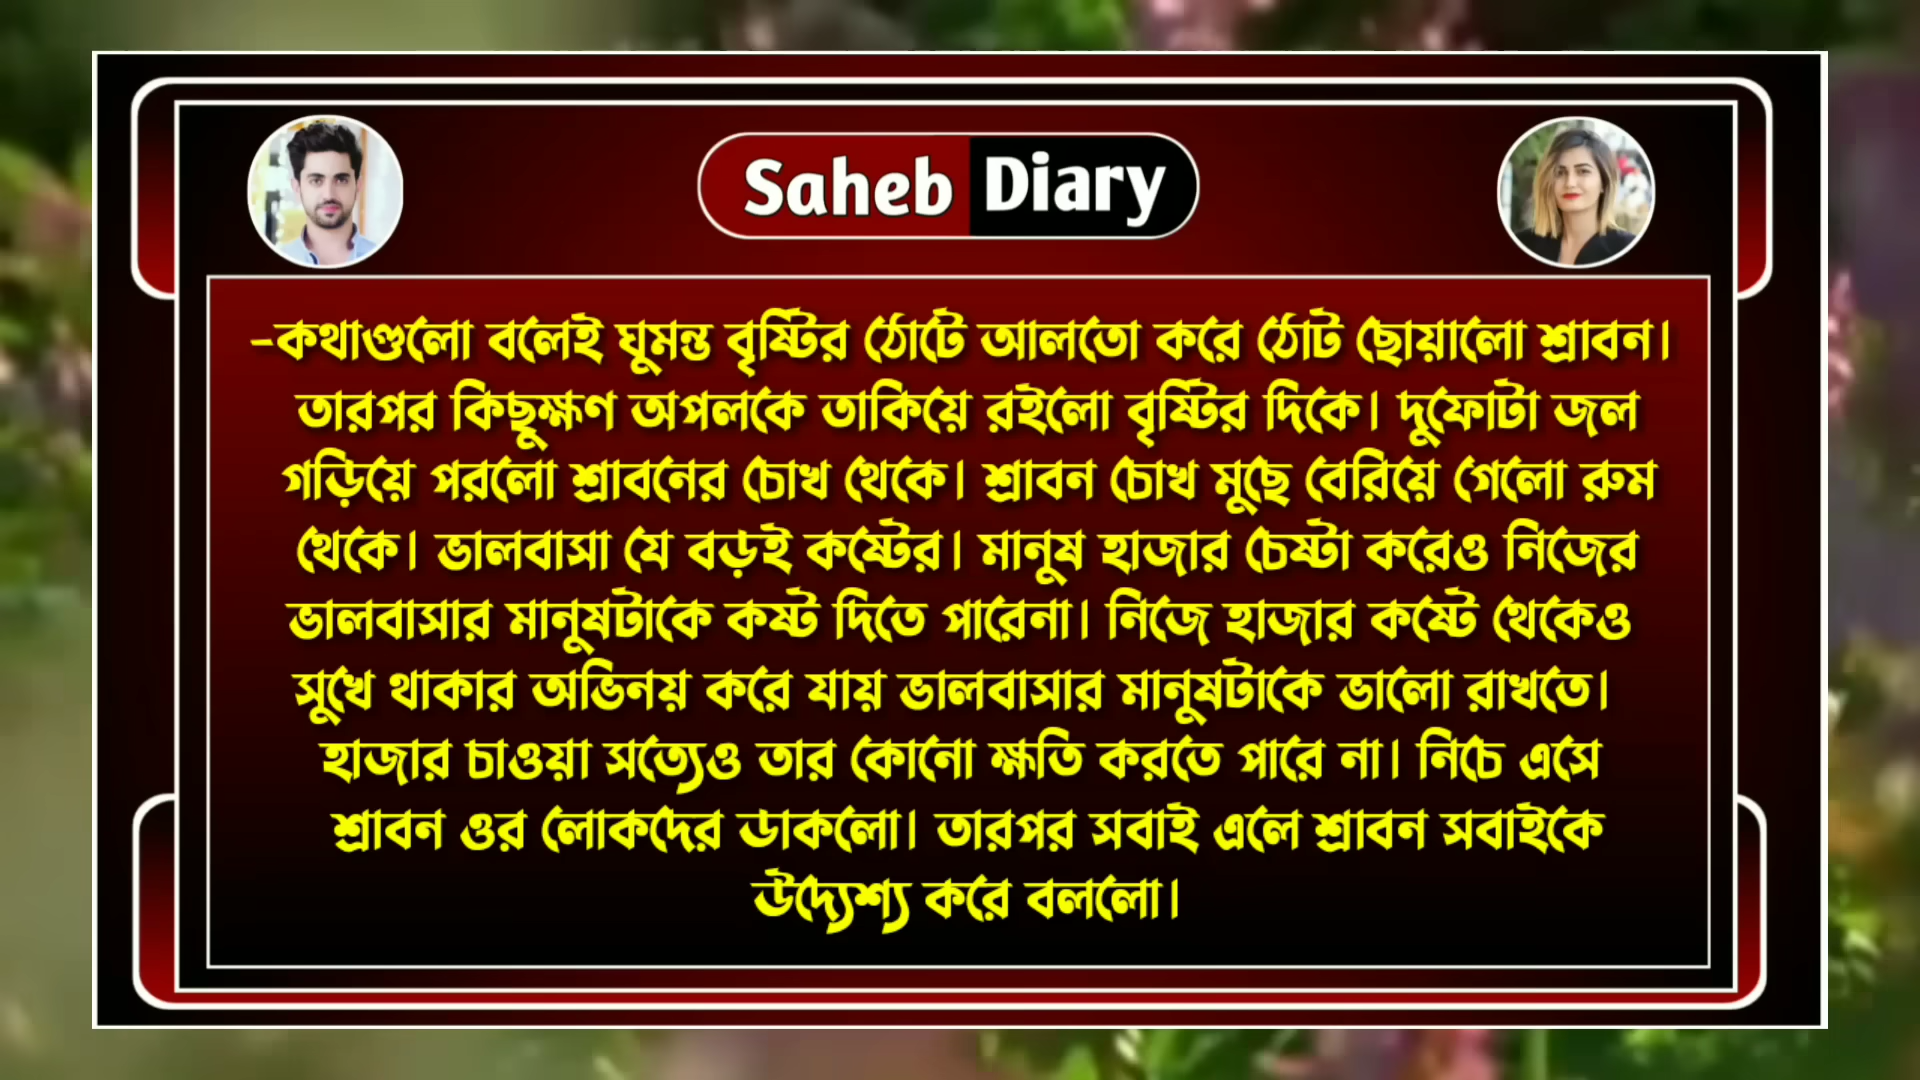 Saheb Diary
-কথাগুলো বলেই ঘুমন্ত বৃষ্টির ঠোটে আলতো করে ঠোট ছোয়ালো শ্রাবন।
তারপর কিছুক্ষণ অপলকে তাকিয়ে রইলো বৃষ্টির দিকে। দুফোটা জল
গড়িয়ে পরলো শ্রাবনের চোখ থেকে। শ্রাবন চোখ মুছে বেরিয়ে গেলো রুম
থেকে। ভালবাসা যে বড়ই কষ্টের। মানুষ হাজার চেষ্টা করেও নিজের
ভালবাসার মানুষটাকে কষ্ট দিতে পারেনা। নিজে হাজার কষ্টে থেকেও
সুখে থাকার অভিনয় করে যায় ভালবাসার মানুষটাকে ভালো রাখতে।
হাজার চাওয়া সত্যেও তার কোনো ক্ষতি করতে পারে না। নিচে এসে
শ্রাবন ওর লোকদের ডাকলো। তারপর সবাই এলে শ্রাবন সবাইকে
উদ্যেশ্য করে বললো।